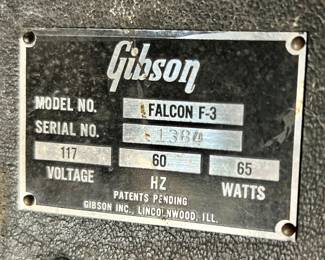 Gibson
MODEL NO. FALCON F-3
SERIAL NO. 1384
117 60 65
VOLTAGE HZ WATTS
PATENTS PENDING
GIBSON INC., LINCOLNWOOD, ILL.